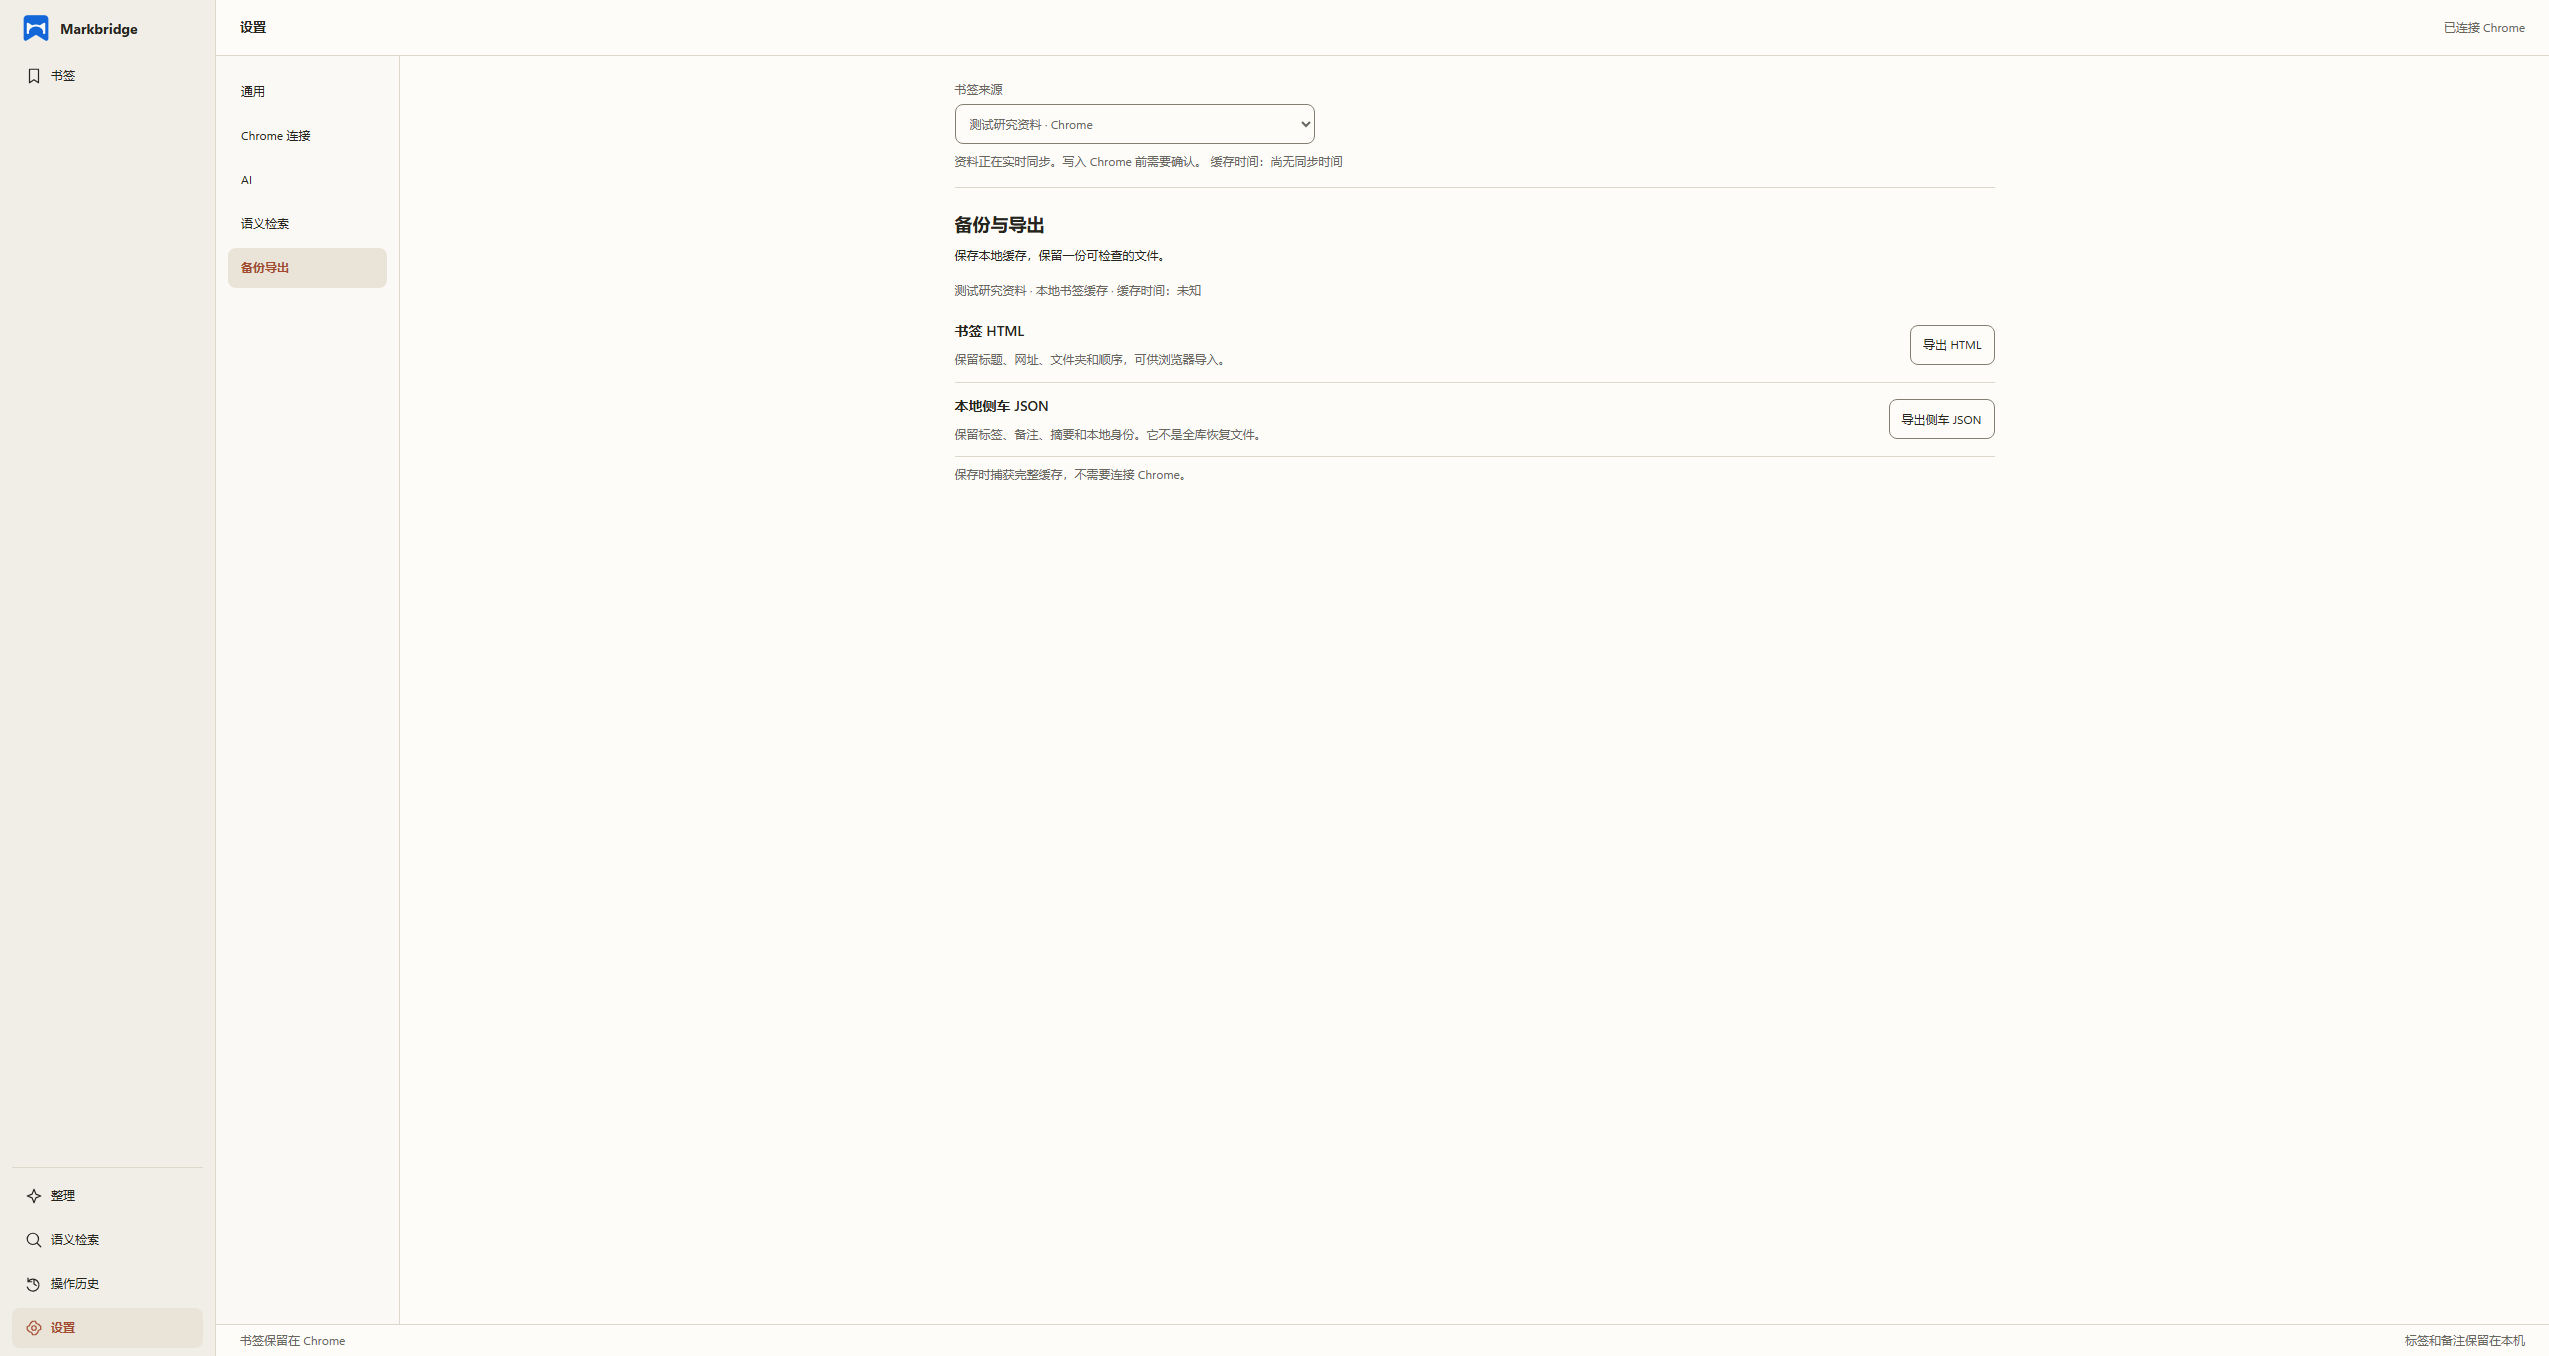 Markbridge
书签
整理
语义检索
操作历史
设置
设置
已连接 Chrome
通用
Chrome 连接
AI
语义检索
备份导出
书签来源
测试研究资料 · Chrome
资料正在实时同步。写入 Chrome 前需要确认。 缓存时间：尚无同步时间
备份与导出
保存本地缓存，保留一份可检查的文件。
测试研究资料 · 本地书签缓存 · 缓存时间：未知
书签 HTML
保留标题、网址、文件夹和顺序，可供浏览器导入。
导出 HTML
本地侧车 JSON
保留标签、备注、摘要和本地身份。它不是全库恢复文件。
导出侧车 JSON
保存时捕获完整缓存，不需要连接 Chrome。
书签保留在 Chrome
标签和备注保留在本机